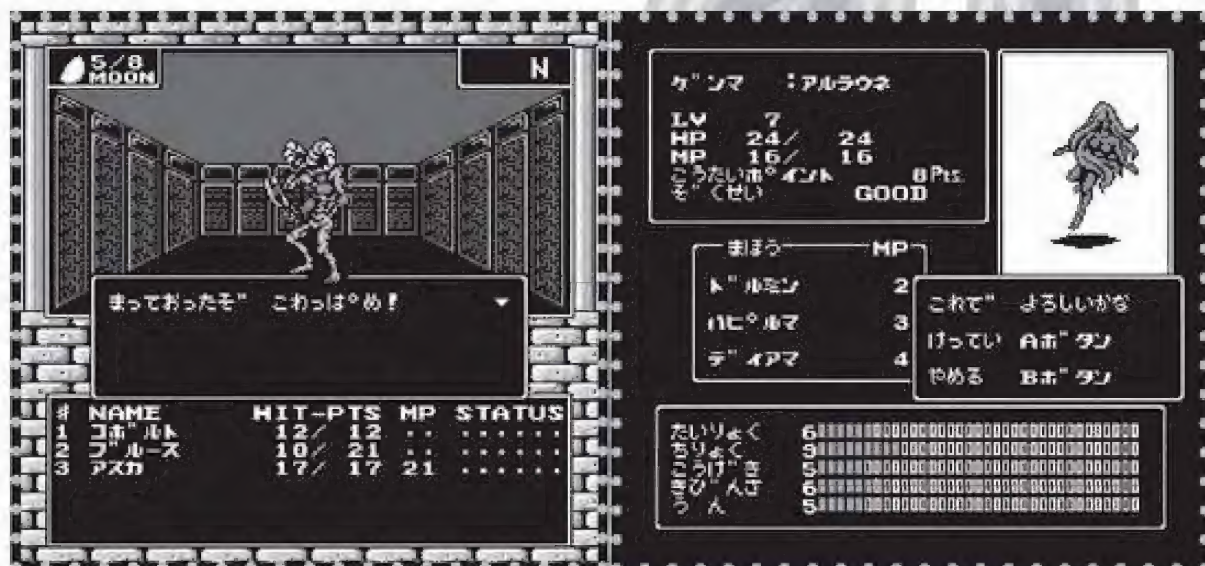 5/8
MOON
N
まっておったぞ こわっぱめ!
# NAME HIT-PTS MP STATUS
1 コボルト 12/ 12 ‥ ‥‥‥
2 ブルース 10/ 21 ‥ ‥‥‥
3 アスカ 17/ 17 21 ‥‥‥
ゲンマ :アルラウネ
LV 7
HP 24/ 24
MP 16/ 16
こうたいポイント 8Pts.
ぞくせい GOOD
まほう MP
ドルミン 2
ハピルマ 3
ディアマ 4
これで よろしいかな
けってい Aボタン
やめる Bボタン
たいりょく 6
ちりょく 9
こうげき 5
きびんさ 6
うん 5